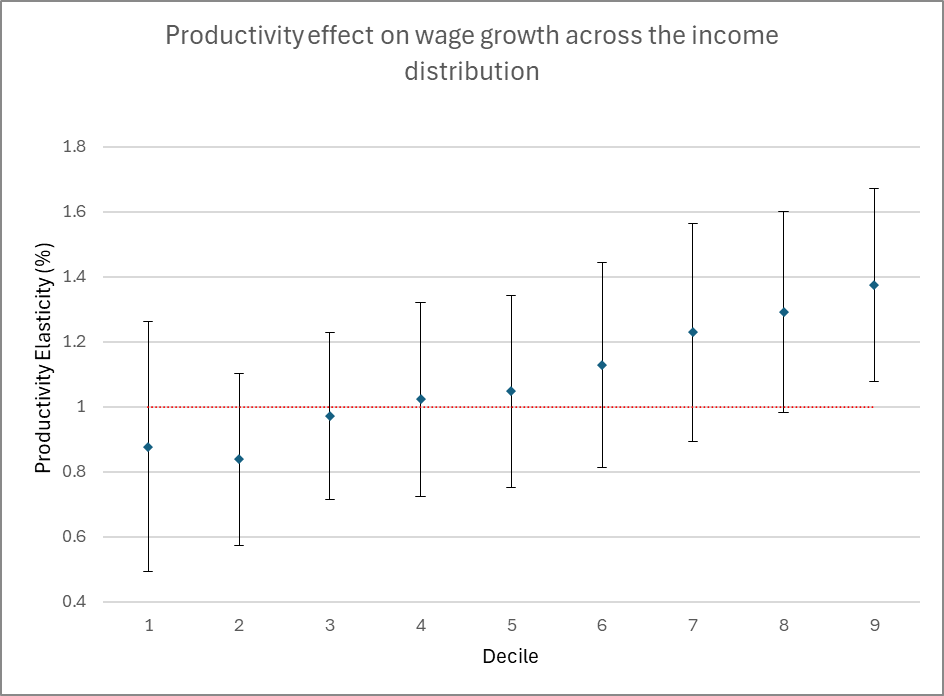 Productivity effect on wage growth across the income
distribution
1.8
1.6
1.4
1.2
1
0.8
0.6
0.4
Productivity Elasticity (%)
1 2 3 4 5 6 7 8 9
Decile